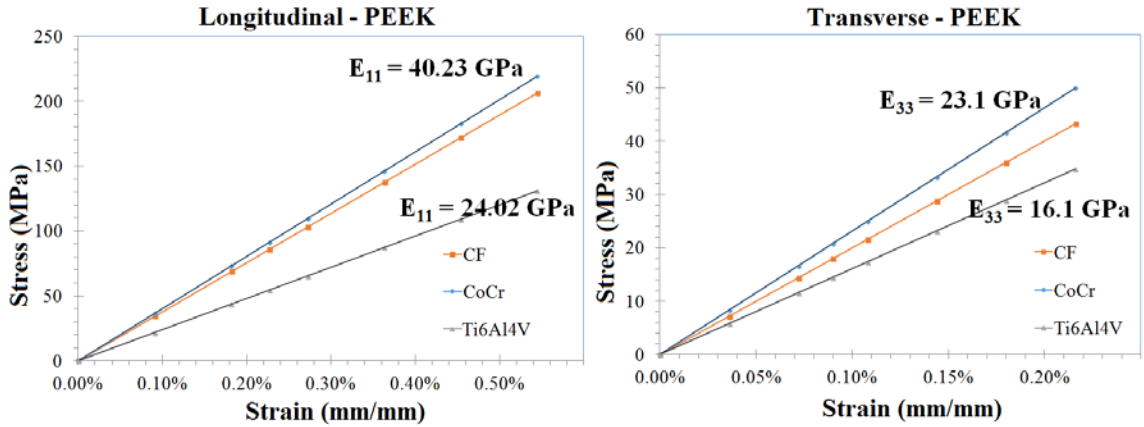 Longitudinal - PEEK
250
200
150
100
50
0
Stress (MPa)
E₁₁ = 40.23 GPa
E₁₁ = 24.02 GPa
CF
CoCr
Ti6Al4V
0.00% 0.10% 0.20% 0.30% 0.40% 0.50%
Strain (mm/mm)
Transverse - PEEK
60
50
40
30
20
10
0
Stress (MPa)
E₃₃ = 23.1 GPa
E₃₃ = 16.1 GPa
CF
CoCr
Ti6Al4V
0.00% 0.05% 0.10% 0.15% 0.20%
Strain (mm/mm)